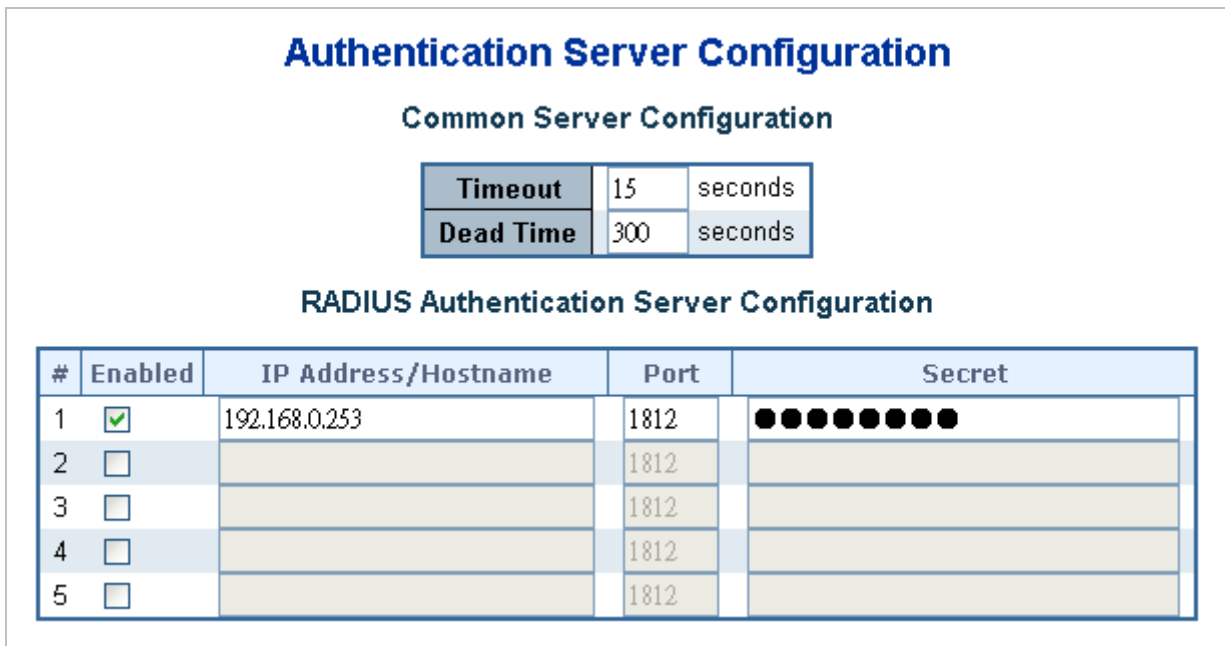 Authentication Server Configuration
Common Server Configuration
Timeout 15 seconds
Dead Time 300 seconds
RADIUS Authentication Server Configuration
# Enabled IP Address/Hostname Port Secret
1 192.168.0.253 1812 ●●●●●●●●
2 1812
3 1812
4 1812
5 1812